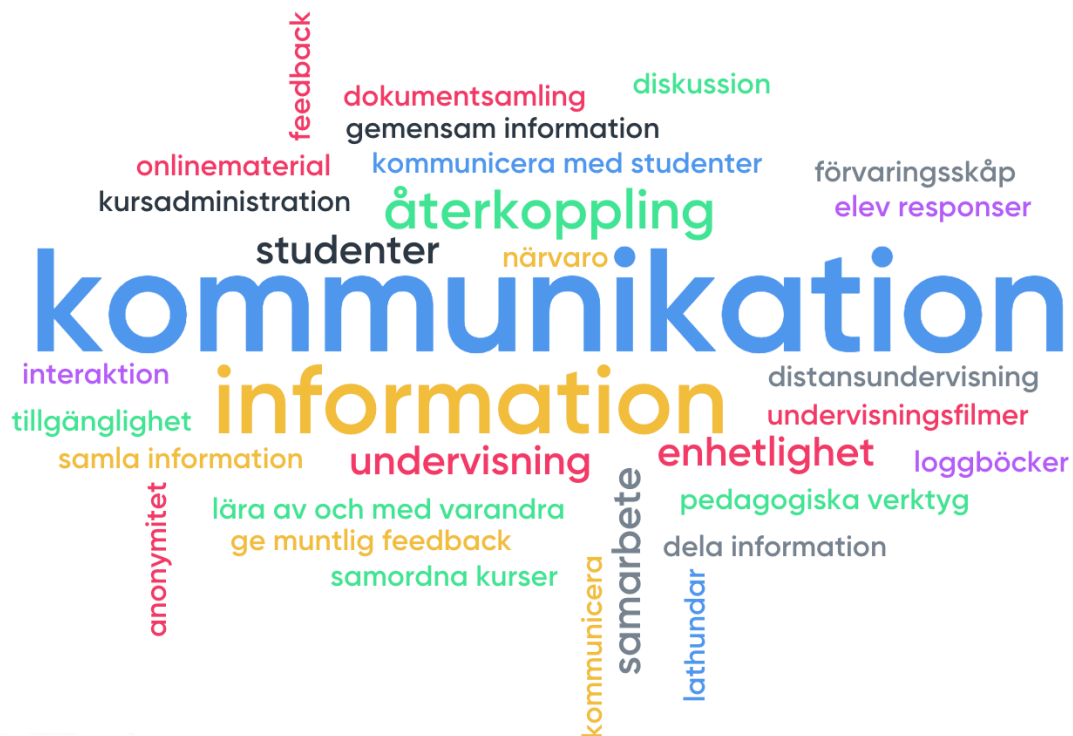 feedback
dokumentsamling
diskussion
gemensam information
onlinematerial
kommunicera med studenter
förvaringsskåp
kursadministration
återkoppling
elev responser
studenter
närvaro
kommunikation
interaktion
information
distansundervisning
tillgänglighet
undervisningsfilmer
samla information
undervisning
enhetlighet
loggböcker
anonymitet
lära av och med varandra
samarbete
pedagogiska verktyg
ge muntlig feedback
dela information
samordna kurser
kommunicera
lathundar